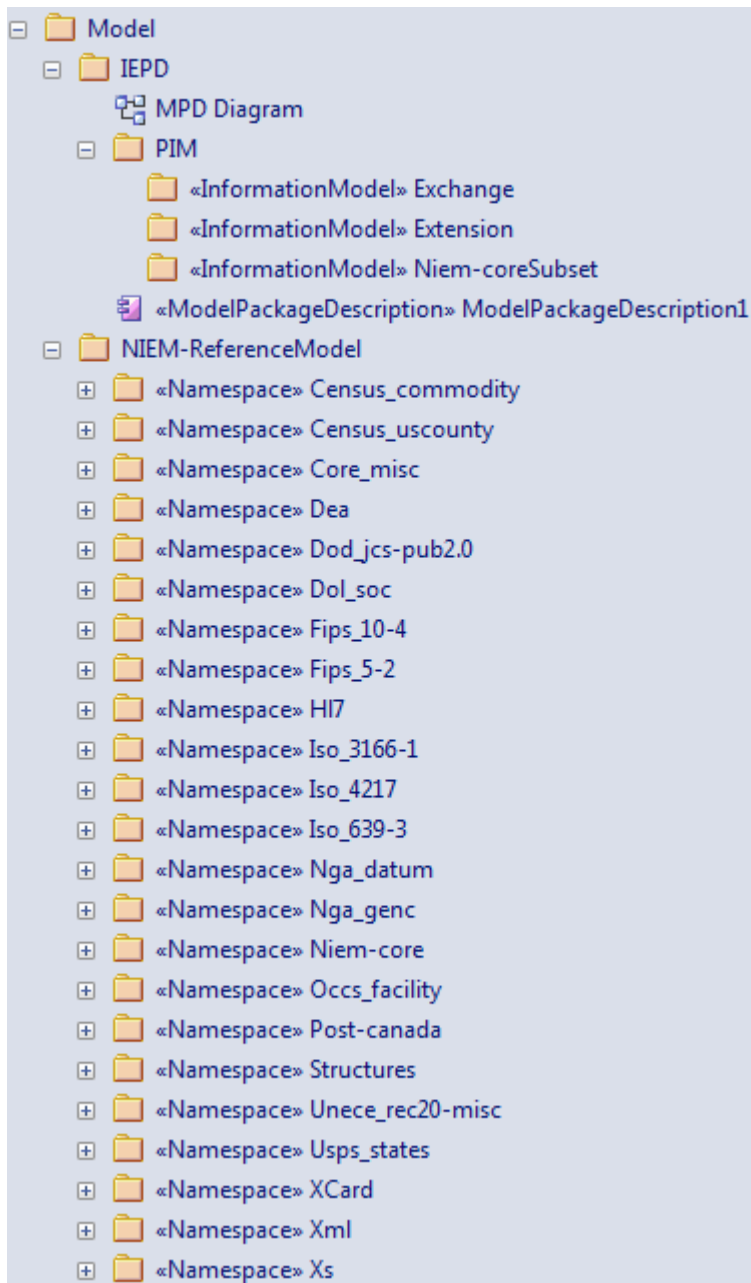 Model
IEPD
MPD Diagram
PIM
«InformationModel» Exchange
«InformationModel» Extension
«InformationModel» Niem-coreSubset
«ModelPackageDescription» ModelPackageDescription1
NIEM-ReferenceModel
«Namespace» Census_commodity
«Namespace» Census_uscounty
«Namespace» Core_misc
«Namespace» Dea
«Namespace» Dod_jcs-pub2.0
«Namespace» Dol_soc
«Namespace» Fips_10-4
«Namespace» Fips_5-2
«Namespace» Hl7
«Namespace» Iso_3166-1
«Namespace» Iso_4217
«Namespace» Iso_639-3
«Namespace» Nga_datum
«Namespace» Nga_genc
«Namespace» Niem-core
«Namespace» Occs_facility
«Namespace» Post-canada
«Namespace» Structures
«Namespace» Unece_rec20-misc
«Namespace» Usps_states
«Namespace» XCard
«Namespace» Xml
«Namespace» Xs